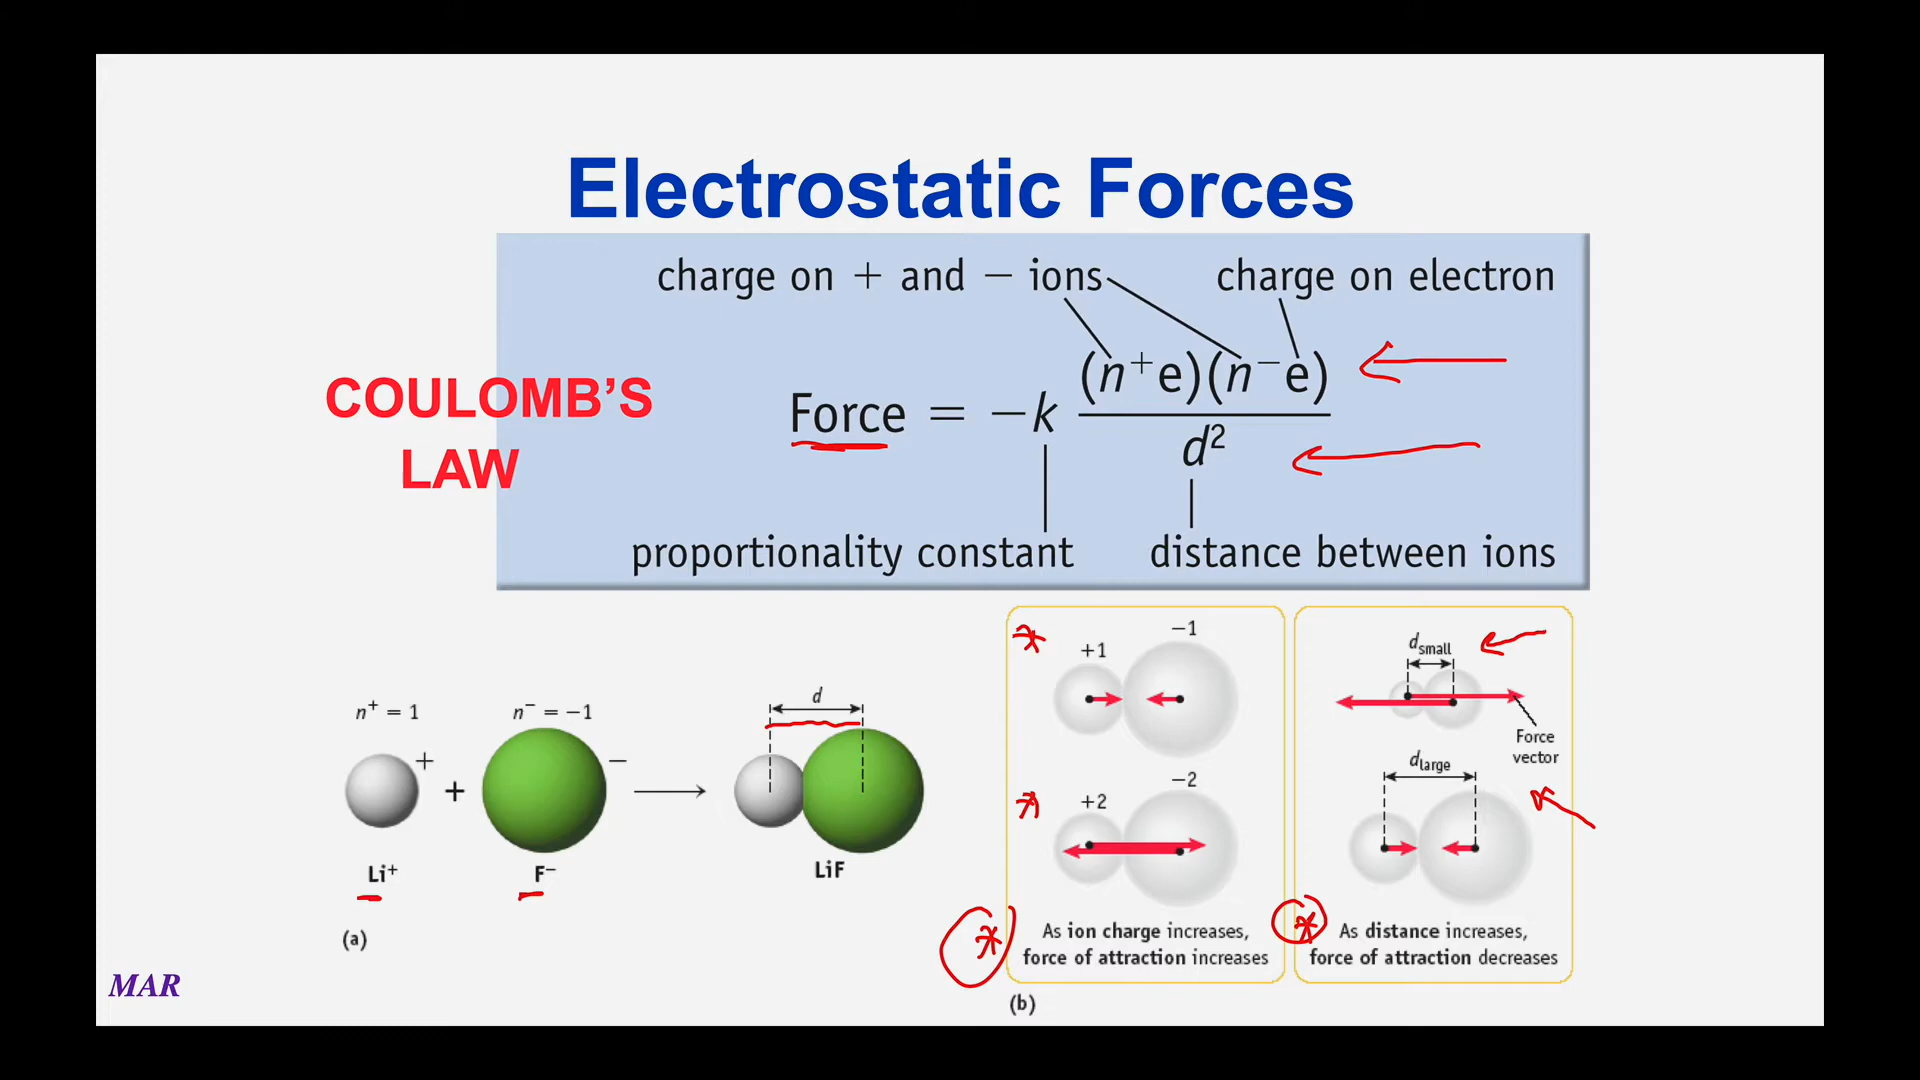 Electrostatic Forces
charge on + and − ions
charge on electron
COULOMB’S
LAW
Force = −k (n⁺e)(n⁻e) / d²
proportionality constant
distance between ions
n⁺ = 1
n⁻ = −1
d
+
+
−
Li⁺
F⁻
LiF
(a)
+1
−1
+2
−2
As ion charge increases,
force of attraction increases
d small
Force
vector
d large
As distance increases,
force of attraction decreases
(b)
MAR